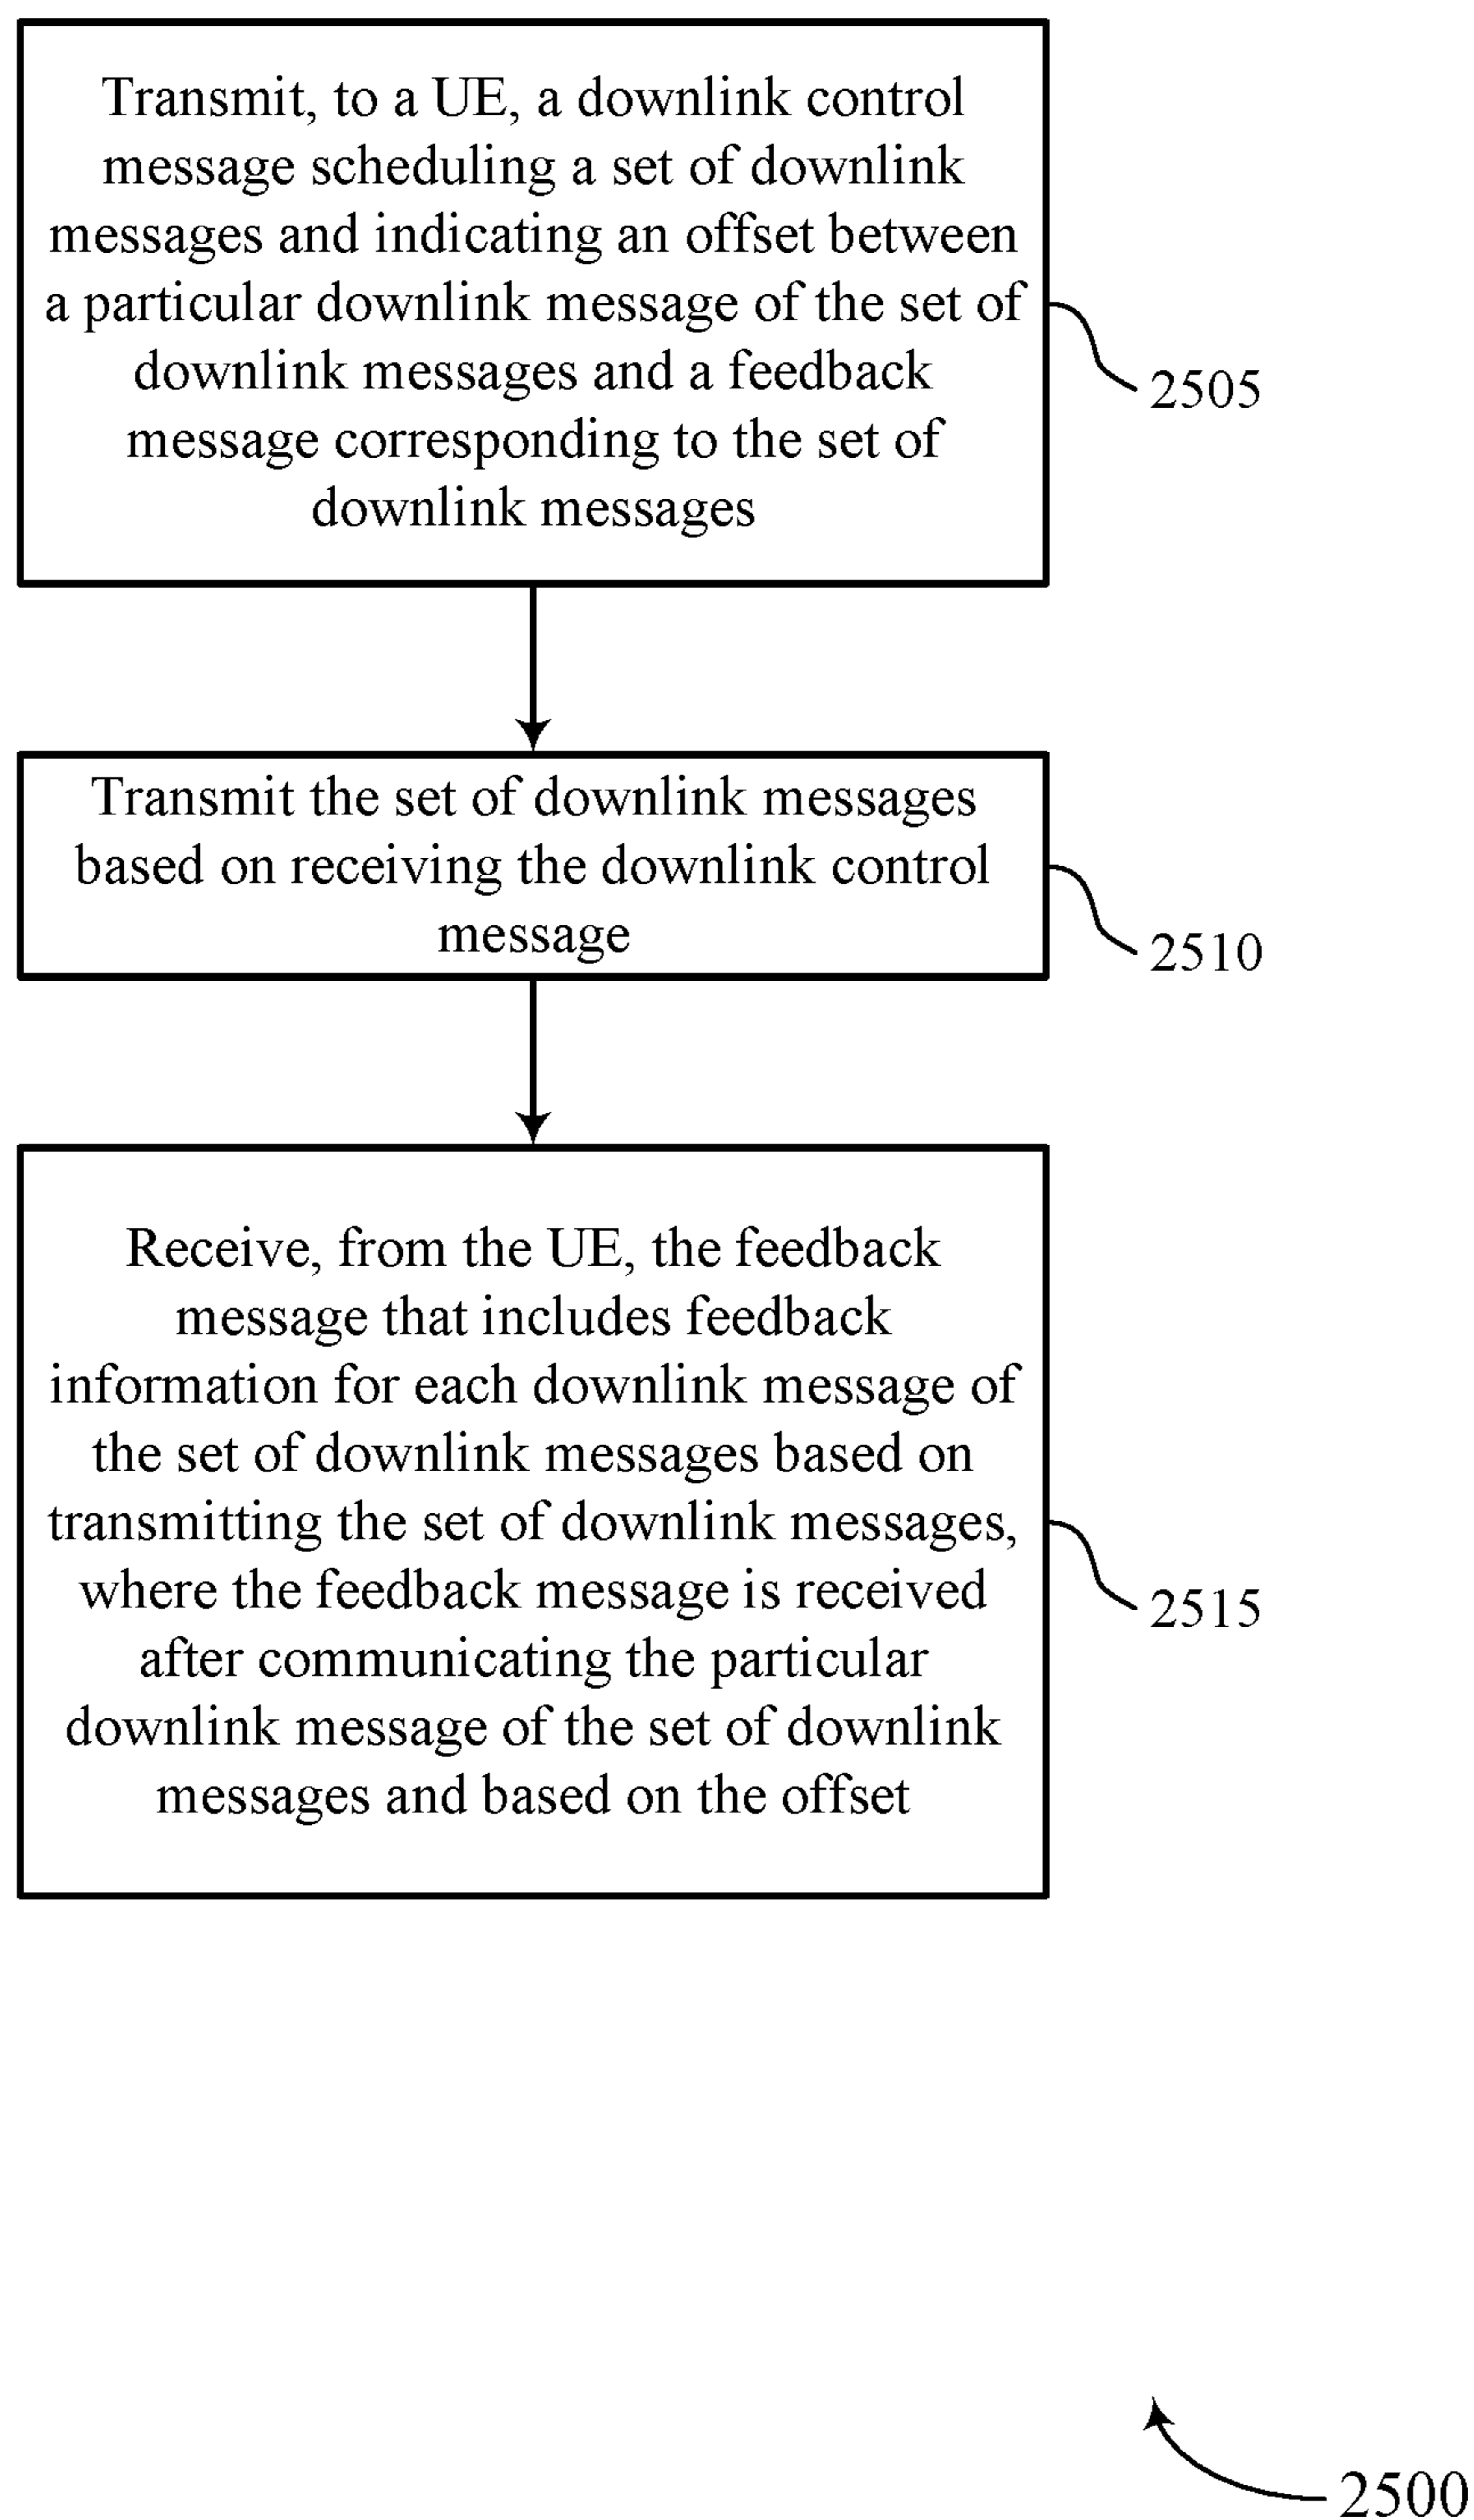 Transmit, to a UE, a downlink control
message scheduling a set of downlink
messages and indicating an offset between
a particular downlink message of the set of
downlink messages and a feedback
message corresponding to the set of
downlink messages
2505
Transmit the set of downlink messages
based on receiving the downlink control
message
2510
Receive, from the UE, the feedback
message that includes feedback
information for each downlink message of
the set of downlink messages based on
transmitting the set of downlink messages,
where the feedback message is received
after communicating the particular
downlink message of the set of downlink
messages and based on the offset
2515
2500